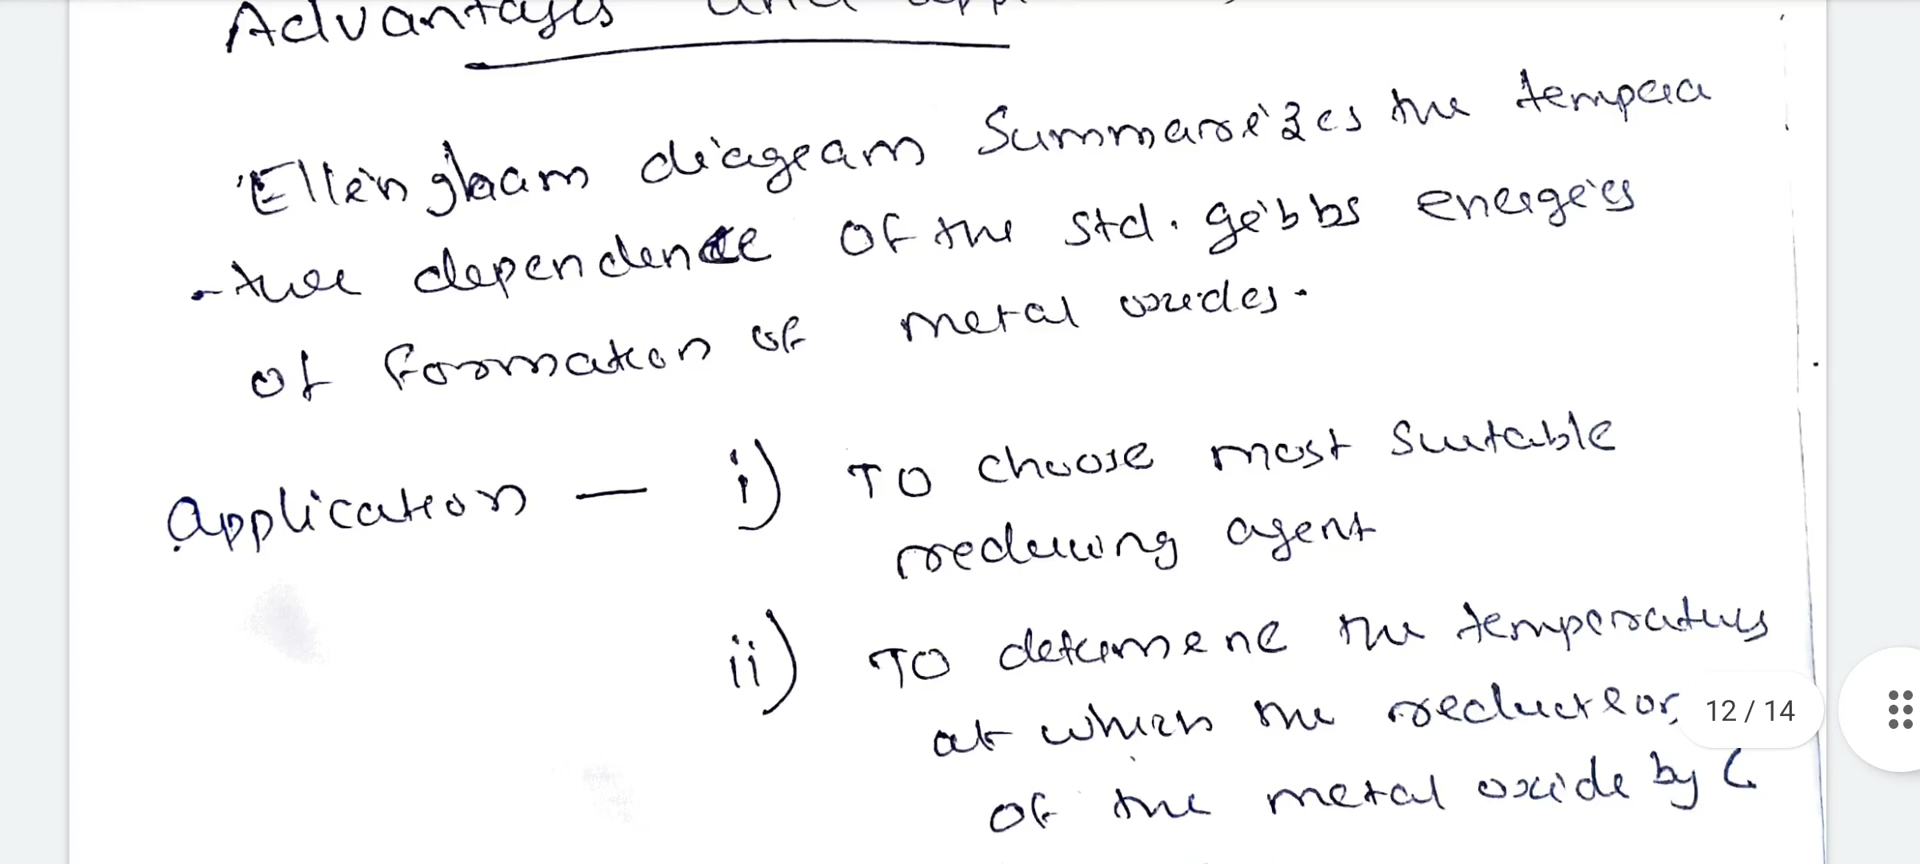 Advantages and app
Ellingham diagram Summarizes the tempera
-ture dependence of the std. gibbs energies
of formation of metal oxides.
Application — i) To choose most suitable
reducing agent
ii) To determine the temperatures
at which the reduction
of the metal oxide by C
12 / 14